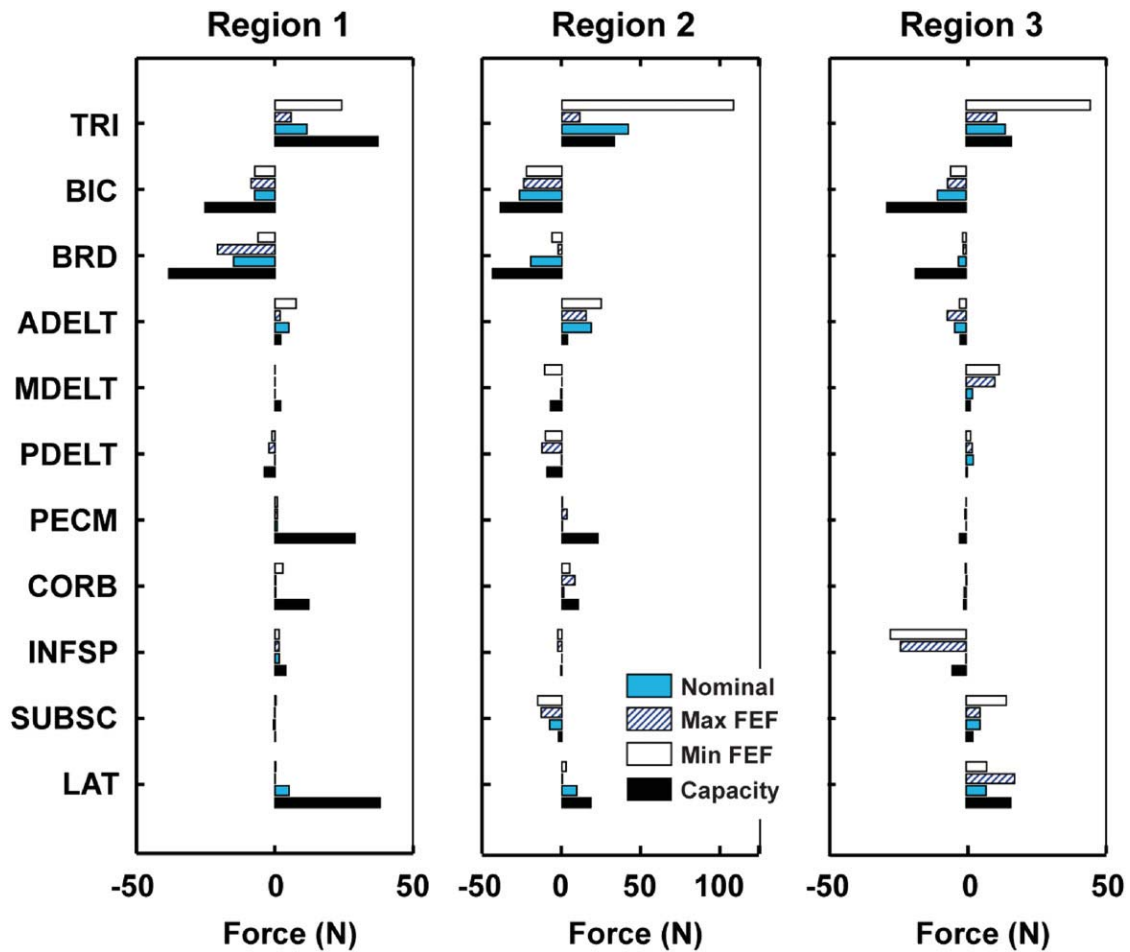 Region 1 Region 2 Region 3
TRI
BIC
BRD
ADELT
MDELT
PDELT
PECM
CORB
INFSP
SUBSC
LAT
Nominal
Max FEF
Min FEF
Capacity
-50 0 50 -50 0 50 100 -50 0 50
Force (N) Force (N) Force (N)